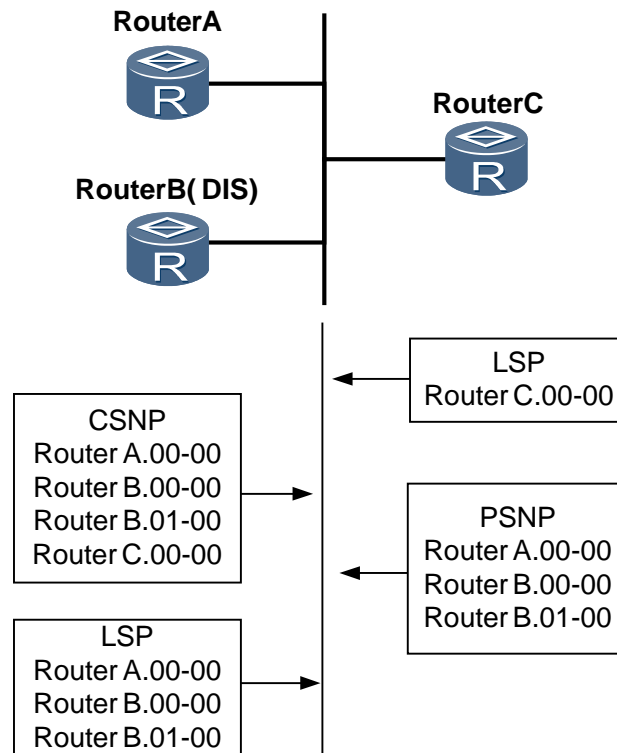 RouterA
R
RouterC
R
RouterB( DIS)
R
LSP
Router C.00-00
CSNP
Router A.00-00
Router B.00-00
Router B.01-00
Router C.00-00
PSNP
Router A.00-00
Router B.00-00
Router B.01-00
LSP
Router A.00-00
Router B.00-00
Router B.01-00